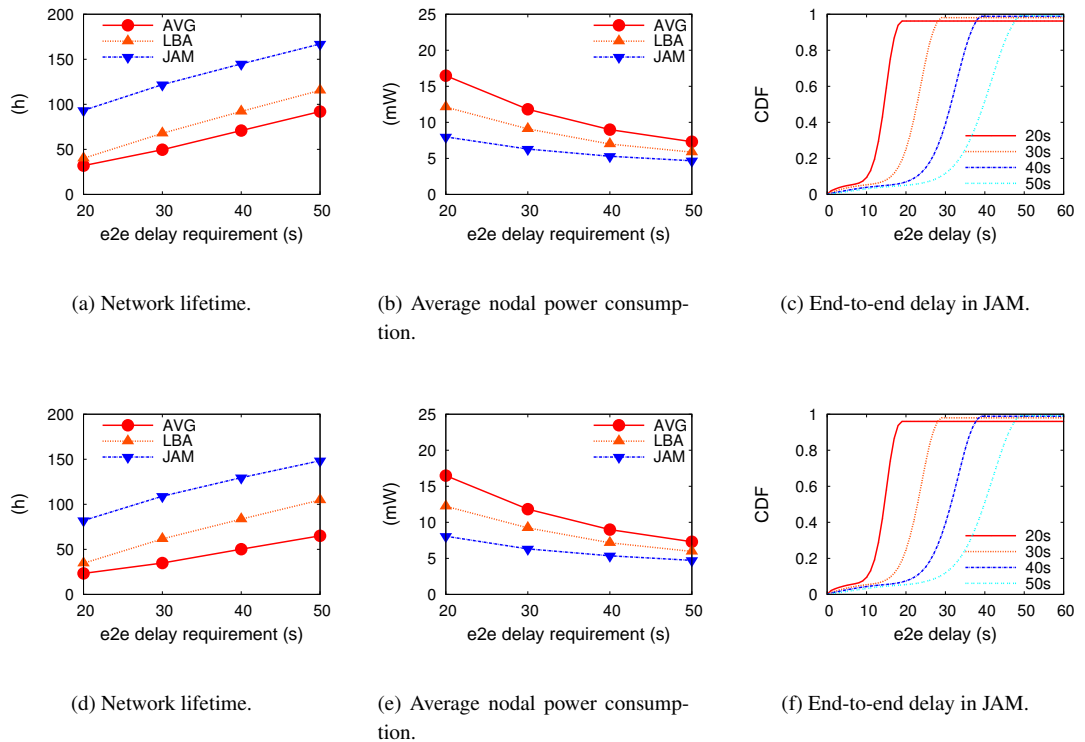 200
150
100
50
0
20 30 40 50
(h)
e2e delay requirement (s)
AVG
LBA
JAM
25
20
15
10
5
0
20 30 40 50
(mW)
e2e delay requirement (s)
AVG
LBA
JAM
1
0.8
0.6
0.4
0.2
0
0 10 20 30 40 50 60
CDF
e2e delay (s)
20s
30s
40s
50s
(a) Network lifetime.
(b) Average nodal power consump-
tion.
(c) End-to-end delay in JAM.
200
150
100
50
0
20 30 40 50
(h)
e2e delay requirement (s)
AVG
LBA
JAM
25
20
15
10
5
0
20 30 40 50
(mW)
e2e delay requirement (s)
AVG
LBA
JAM
1
0.8
0.6
0.4
0.2
0
0 10 20 30 40 50 60
CDF
e2e delay (s)
20s
30s
40s
50s
(d) Network lifetime.
(e) Average nodal power consump-
tion.
(f) End-to-end delay in JAM.